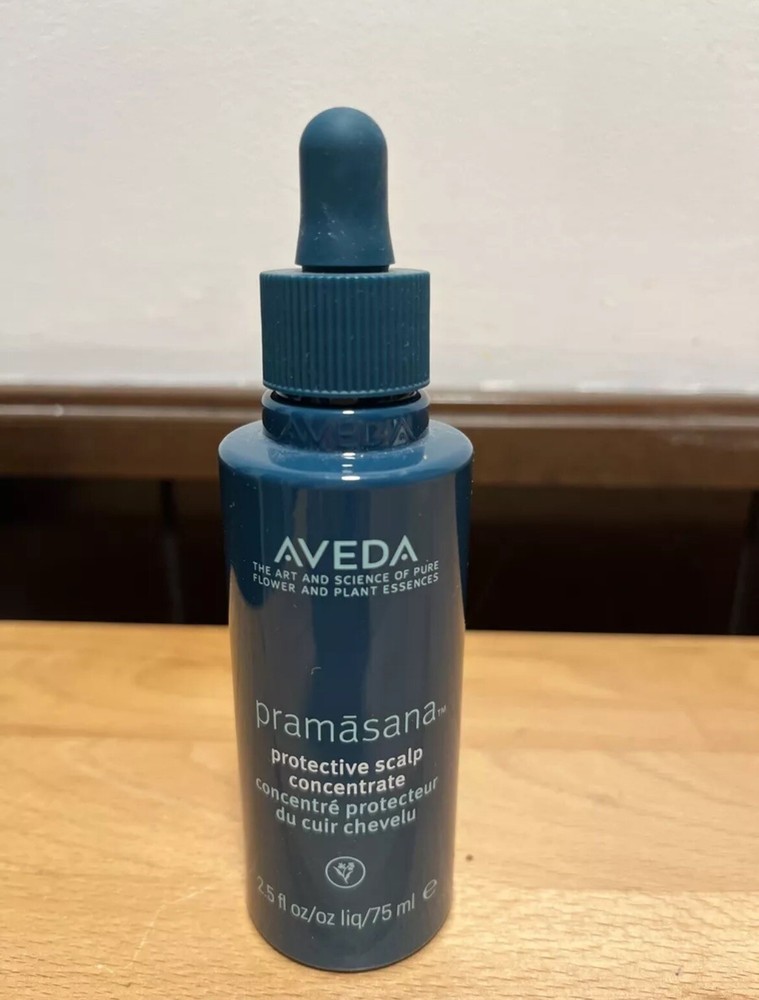 AVEDA
AVEDA
THE ART AND SCIENCE OF PURE
FLOWER AND PLANT ESSENCES
pramāsana™
protective scalp
concentrate
concentré protecteur
du cuir chevelu
2.5 fl oz/oz liq/75 ml ℮